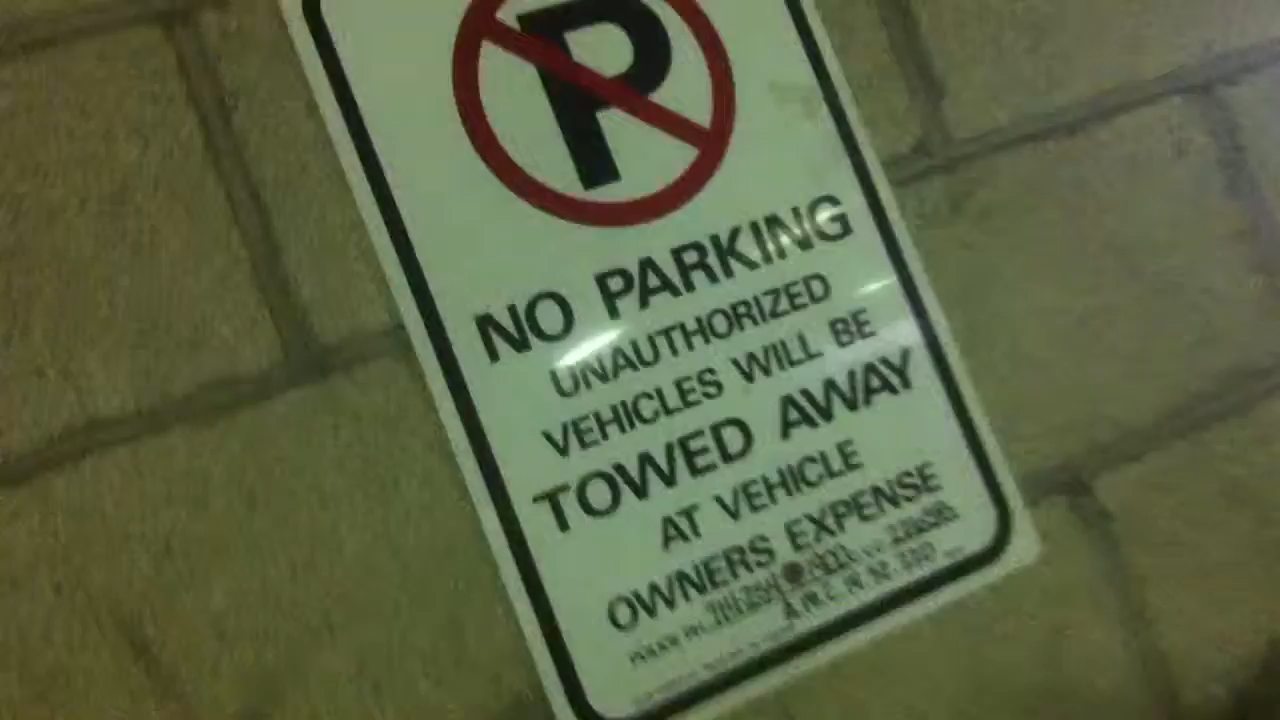 P
NO PARKING
UNAUTHORIZED
VEHICLES WILL BE
TOWED AWAY
AT VEHICLE
OWNERS EXPENSE